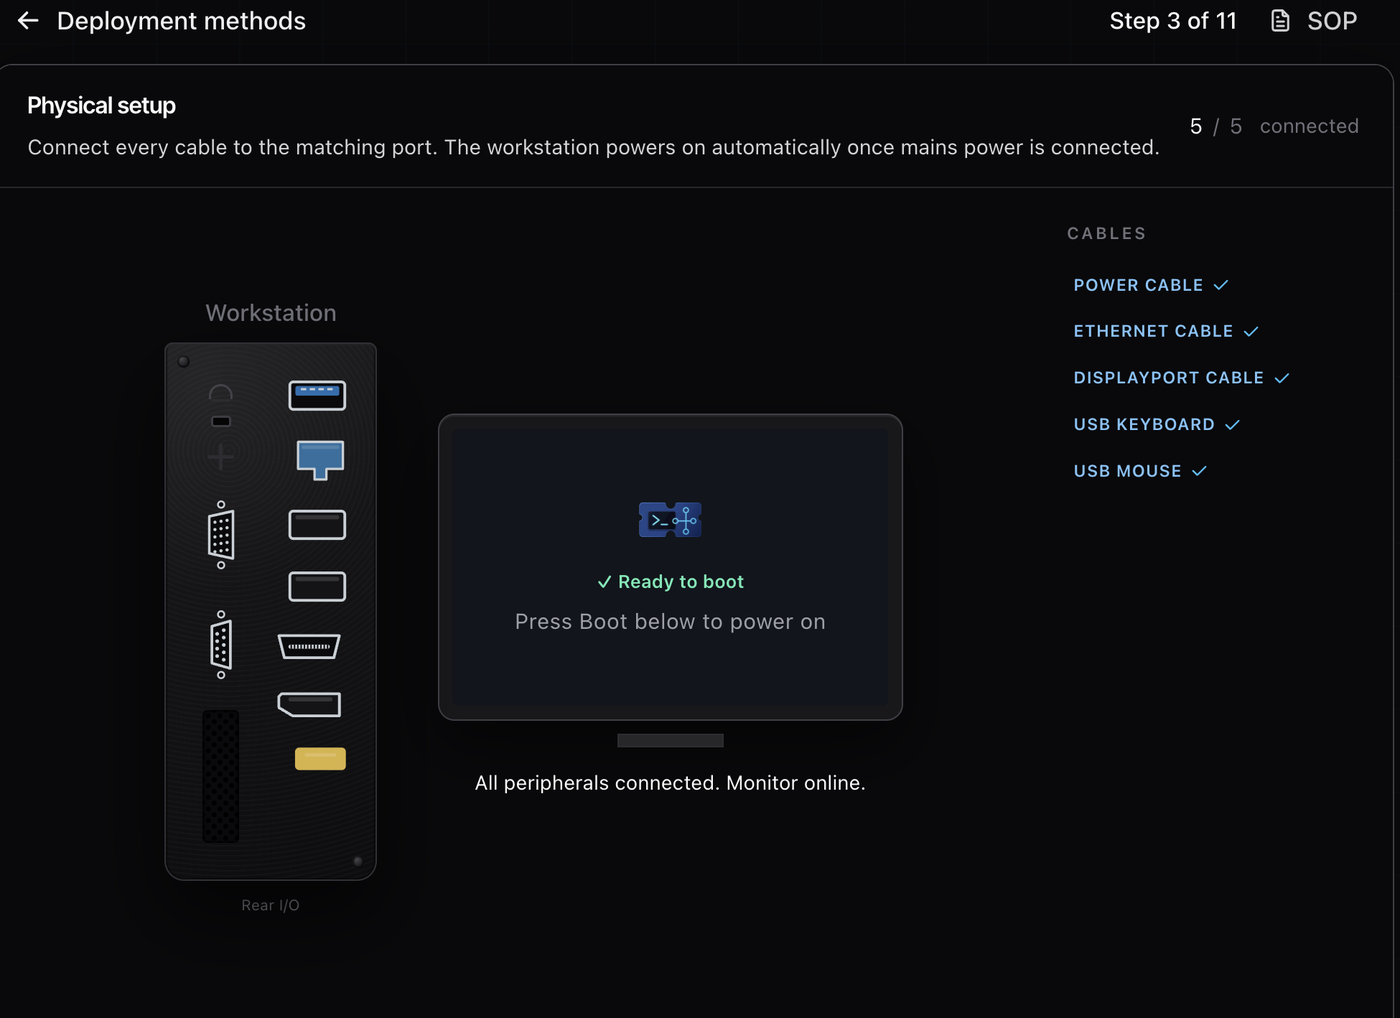 Deployment methods
Step 3 of 11
SOP
Physical setup
Connect every cable to the matching port. The workstation powers on automatically once mains power is connected.
5 / 5 connected
CABLES
POWER CABLE
ETHERNET CABLE
DISPLAYPORT CABLE
USB KEYBOARD
USB MOUSE
Workstation
>_
✓ Ready to boot
Press Boot below to power on
All peripherals connected. Monitor online.
Rear I/O